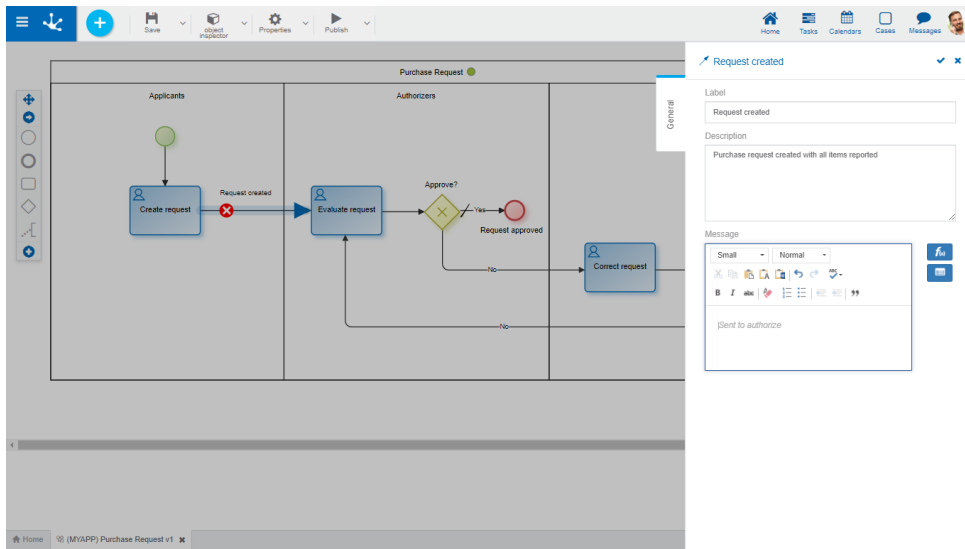 Save
object
inspector
Properties
Publish
Home
Tasks
Calendars
Cases
Messages
Purchase Request
Applicants
Authorizers
Create request
Request created
Evaluate request
Approve?
Yes
Request approved
No
Correct request
No
General
Request created
Label
Request created
Description
Purchase request created with all items reported
Message
Small
Normal
ABC
B I abc
f(x)
Sent to authorize
Home
(MYAPP) Purchase Request v1